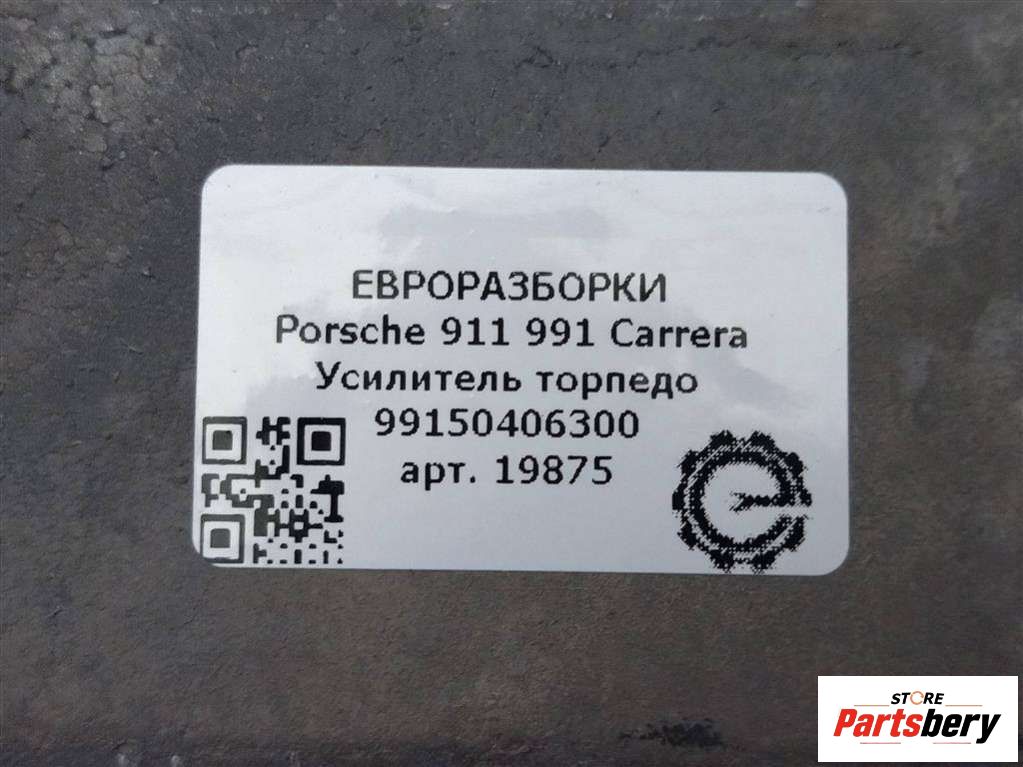 ЕВРОРАЗБОРКИ
Porsche 911 991 Carrera
Усилитель торпедо
99150406300
арт. 19875
STORE
Partsbery